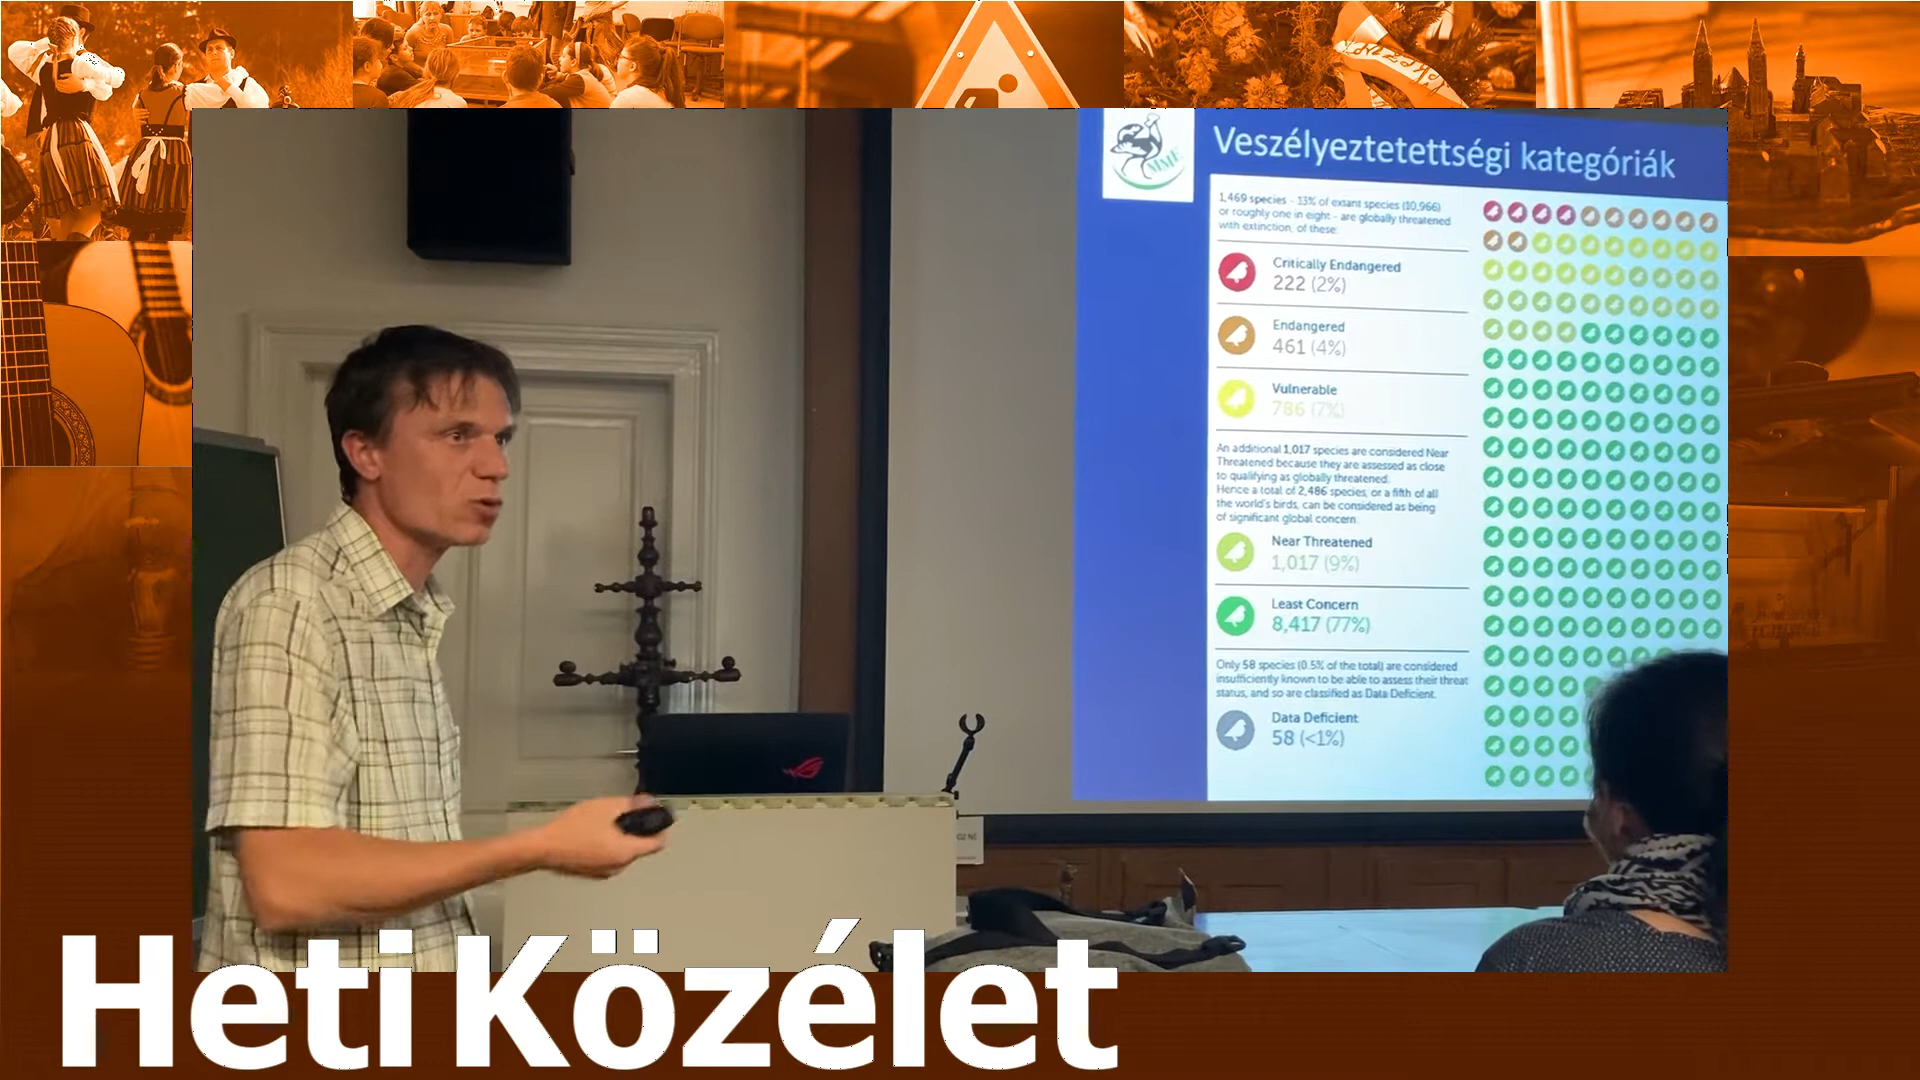 Veszélyeztetettségi kategóriák
MME
1,469 species - 13% of extant species (10,966)
or roughly one in eight - are globally threatened
with extinction, of these:
Critically Endangered
222 (2%)
Endangered
461 (4%)
Vulnerable
786 (7%)
An additional 1,017 species are considered Near
Threatened because they are assessed as close
to qualifying as globally threatened.
Hence a total of 2,486 species, or a fifth of all
the world's birds, can be considered as being
of significant global concern.
Near Threatened
1,017 (9%)
Least Concern
8,417 (77%)
Only 58 species (0.5% of the total) are considered
insufficiently known to be able to assess their threat
status, and so are classified as Data Deficient.
Data Deficient
58 (<1%)
Heti Közélet